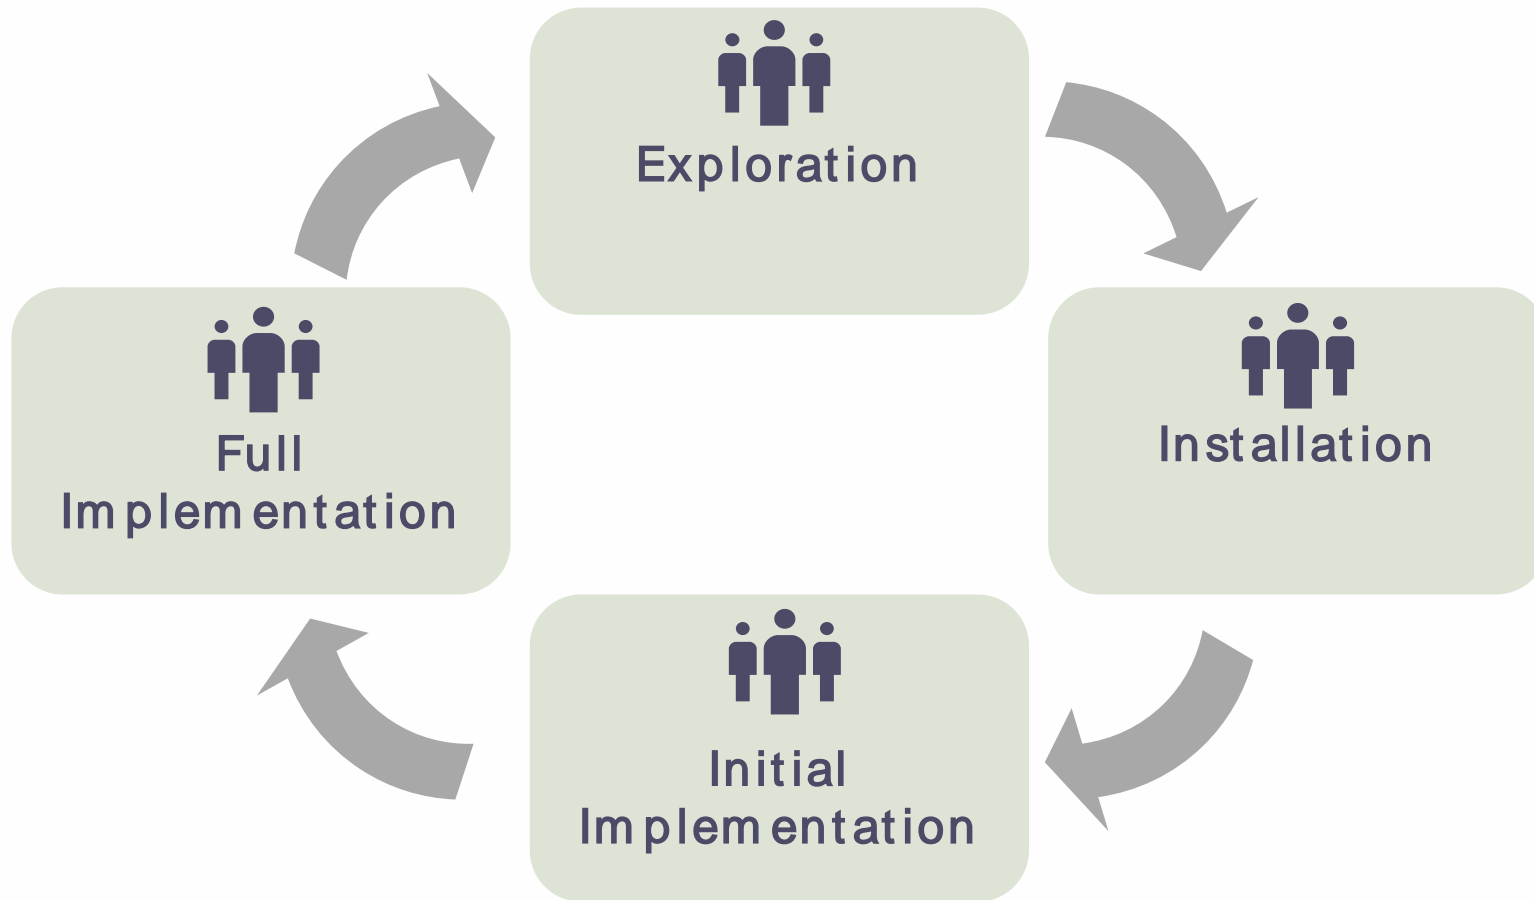 Exploration
Installation
Initial
Implementation
Full
Implementation